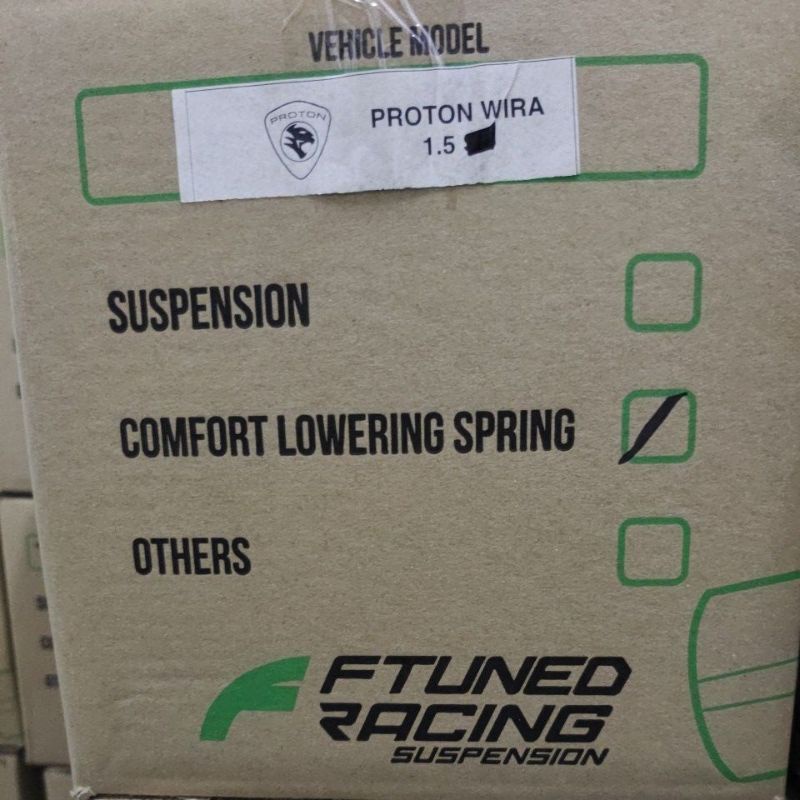 VEHICLE MODEL
PROTON
PROTON WIRA
1.5
SUSPENSION
COMFORT LOWERING SPRING
OTHERS
FTUNED
RACING
SUSPENSION